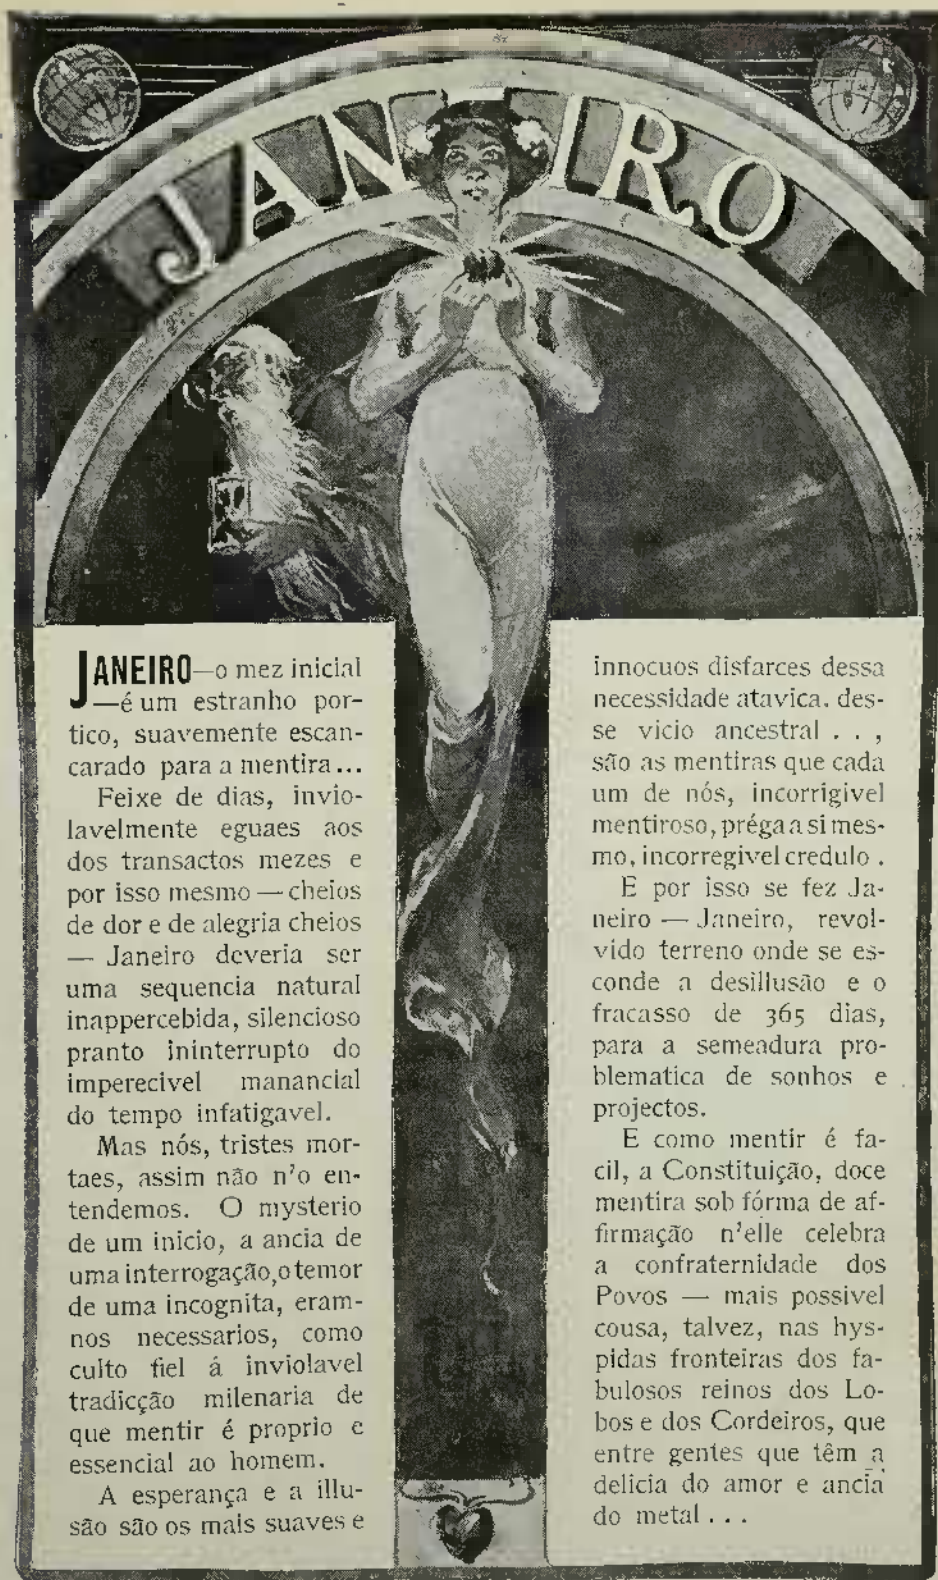 JANEIRO
JANEIRO—o mez inicial
—é um estranho por-
tico, suavemente escan-
carado para a mentira...
Feixe de dias, invio-
lavelmente eguaes aos
dos transactos mezes e
por isso mesmo — cheios
de dor e de alegria cheios
— Janeiro deveria ser
uma sequencia natural
inappercebida, silencioso
pranto ininterrupto do
imperecivel manancial
do tempo infatigavel.
Mas nós, tristes mor-
taes, assim não n'o en-
tendemos. O mysterio
de um inicio, a ancia de
uma interrogação, o temor
de uma incognita, eram-
nos necessarios, como
culto fiel á inviolavel
tradicção milenaria de
que mentir é proprio e
essencial ao homem.
A esperança e a illu-
são são os mais suaves e
innocuos disfarces dessa
necessidade atavica, des-
se vicio ancestral . . ,
são as mentiras que cada
um de nós, incorrigivel
mentiroso, préga a si mes-
mo, incorregivel credulo .
E por isso se fez Ja-
neiro — Janeiro, revol-
vido terreno onde se es-
conde a desillusão e o
fracasso de 365 dias,
para a semeadura pro-
blematica de sonhos e
projectos.
E como mentir é fa-
cil, a Constituição, doce
mentira sob fórma de af-
firmação n'elle celebra
a confraternidade dos
Povos — mais possivel
cousa, talvez, nas hys-
pidas fronteiras dos fa-
bulosos reinos dos Lo-
bos e dos Cordeiros, que
entre gentes que têm a
delicia do amor e ancia
do metal . . .